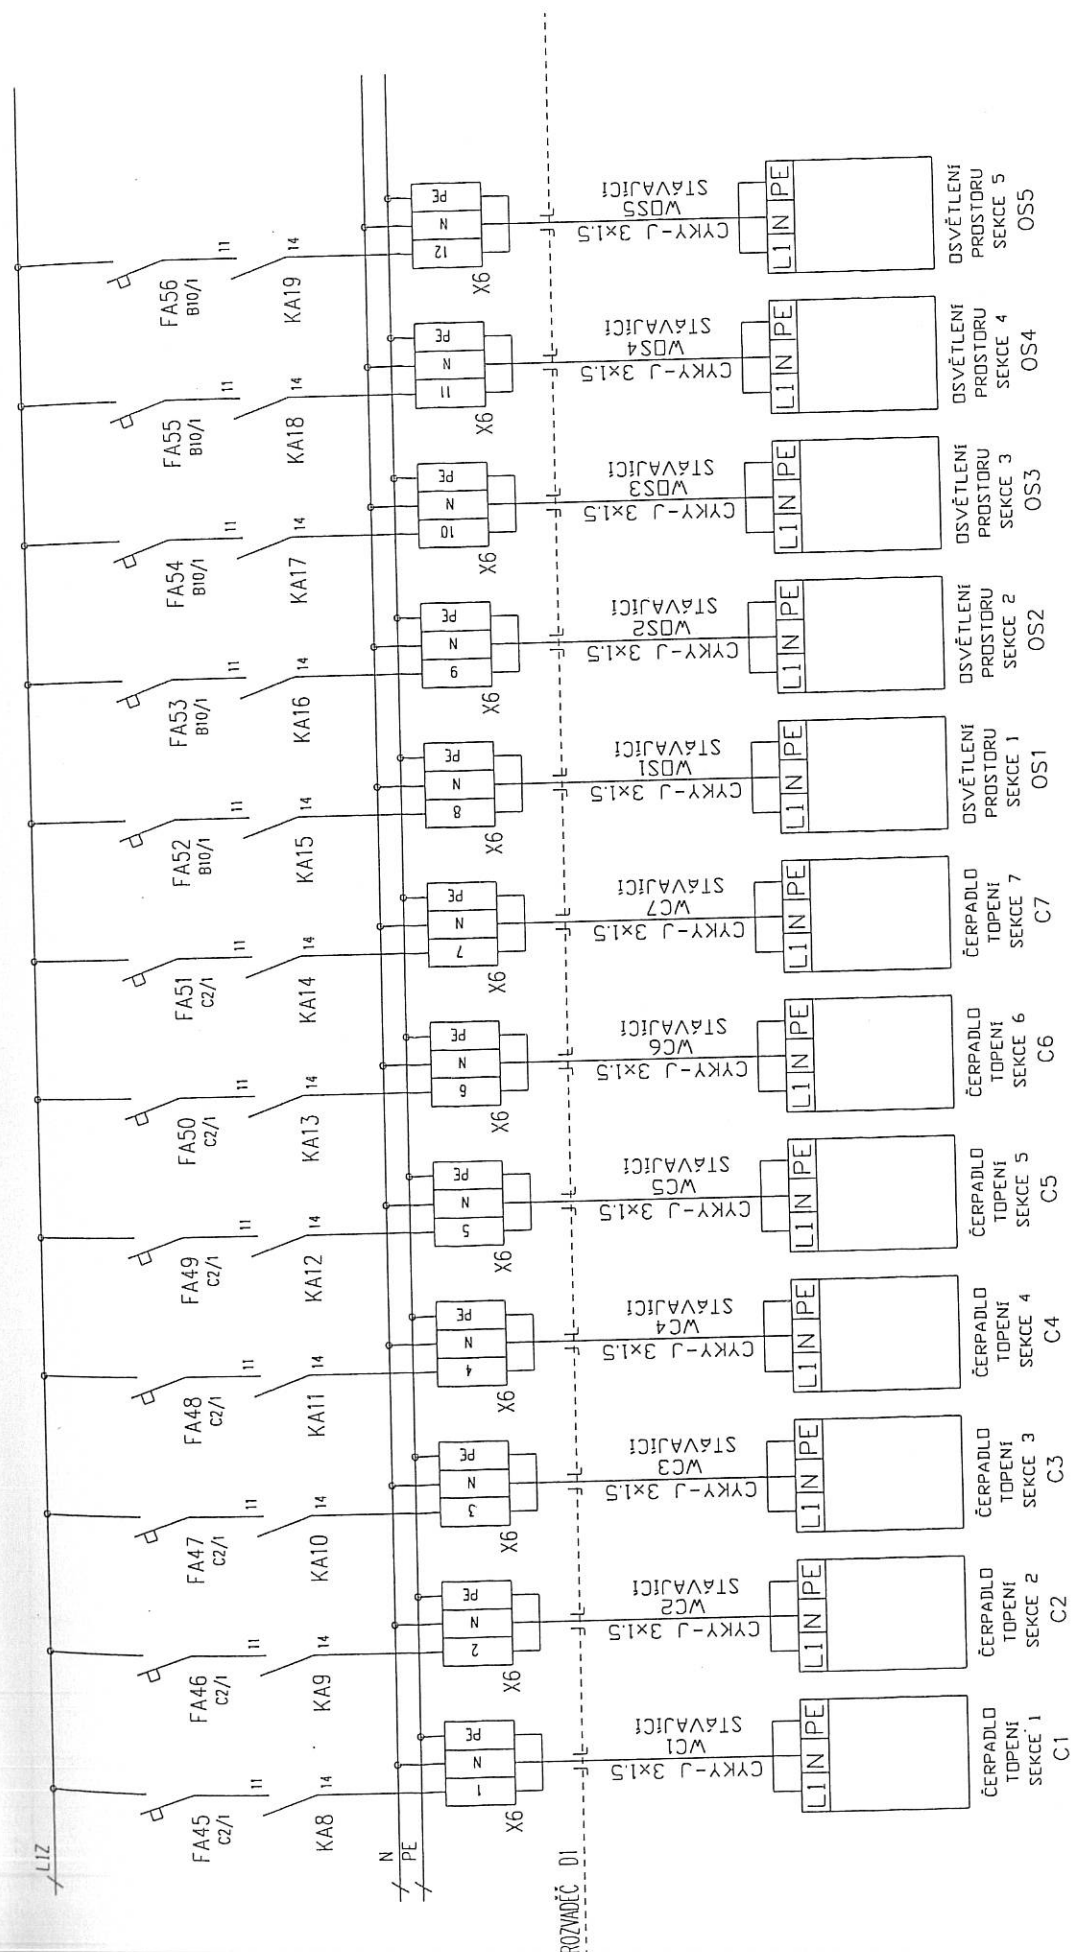 L1Z
N
PE
ROZVADĚČ D1
FA45
C2/1
11
14
KA8
1
N
PE
X6
CYKY-J 3x1.5
WC1
STÁVAJÍCÍ
L1 N PE
ČERPADLO
TOPENÍ
SEKCE 1
C1
FA46
C2/1
11
14
KA9
2
N
PE
X6
CYKY-J 3x1.5
WC2
STÁVAJÍCÍ
L1 N PE
ČERPADLO
TOPENÍ
SEKCE 2
C2
FA47
C2/1
11
14
KA10
3
N
PE
X6
CYKY-J 3x1.5
WC3
STÁVAJÍCÍ
L1 N PE
ČERPADLO
TOPENÍ
SEKCE 3
C3
FA48
C2/1
11
14
KA11
4
N
PE
X6
CYKY-J 3x1.5
WC4
STÁVAJÍCÍ
L1 N PE
ČERPADLO
TOPENÍ
SEKCE 4
C4
FA49
C2/1
11
14
KA12
5
N
PE
X6
CYKY-J 3x1.5
WC5
STÁVAJÍCÍ
L1 N PE
ČERPADLO
TOPENÍ
SEKCE 5
C5
FA50
C2/1
11
14
KA13
6
N
PE
X6
CYKY-J 3x1.5
WC6
STÁVAJÍCÍ
L1 N PE
ČERPADLO
TOPENÍ
SEKCE 6
C6
FA51
C2/1
11
14
KA14
7
N
PE
X6
CYKY-J 3x1.5
WC7
STÁVAJÍCÍ
L1 N PE
ČERPADLO
TOPENÍ
SEKCE 7
C7
FA52
B10/1
11
14
KA15
8
N
PE
X6
CYKY-J 3x1.5
WOS1
STÁVAJÍCÍ
L1 N PE
OSVĚTLENÍ
PROSTORU
SEKCE 1
OS1
FA53
B10/1
11
14
KA16
9
N
PE
X6
CYKY-J 3x1.5
WOS2
STÁVAJÍCÍ
L1 N PE
OSVĚTLENÍ
PROSTORU
SEKCE 2
OS2
FA54
B10/1
11
14
KA17
10
N
PE
X6
CYKY-J 3x1.5
WOS3
STÁVAJÍCÍ
L1 N PE
OSVĚTLENÍ
PROSTORU
SEKCE 3
OS3
FA55
B10/1
11
14
KA18
11
N
PE
X6
CYKY-J 3x1.5
WOS4
STÁVAJÍCÍ
L1 N PE
OSVĚTLENÍ
PROSTORU
SEKCE 4
OS4
FA56
B10/1
11
14
KA19
12
N
PE
X6
CYKY-J 3x1.5
WOS5
STÁVAJÍCÍ
L1 N PE
OSVĚTLENÍ
PROSTORU
SEKCE 5
OS5